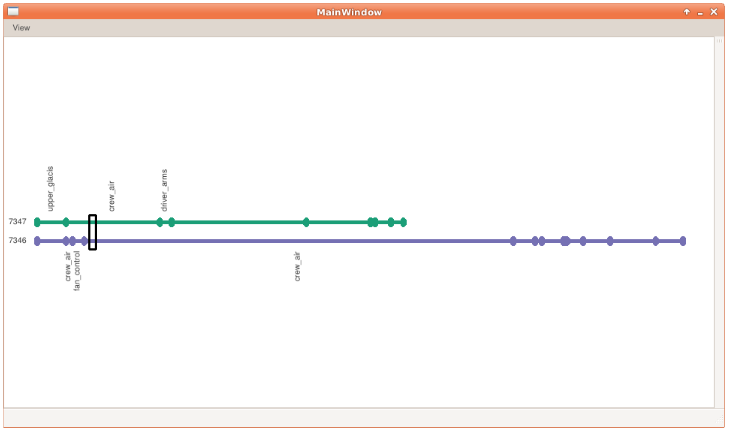 MainWindow
View
upper_glacis
crew_air
driver_arms
7347
7346
crew_air
fan_control
crew_air